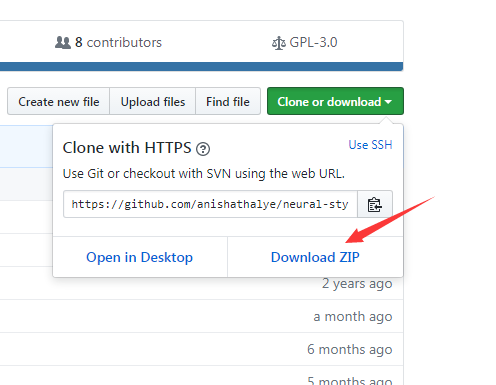 8 contributors
GPL-3.0
Create new file
Upload files
Find file
Clone or download
Clone with HTTPS
Use SSH
Use Git or checkout with SVN using the web URL.
https://github.com/anishathalye/neural-sty
Open in Desktop
Download ZIP
2 years ago
a month ago
6 months ago
5 months ago